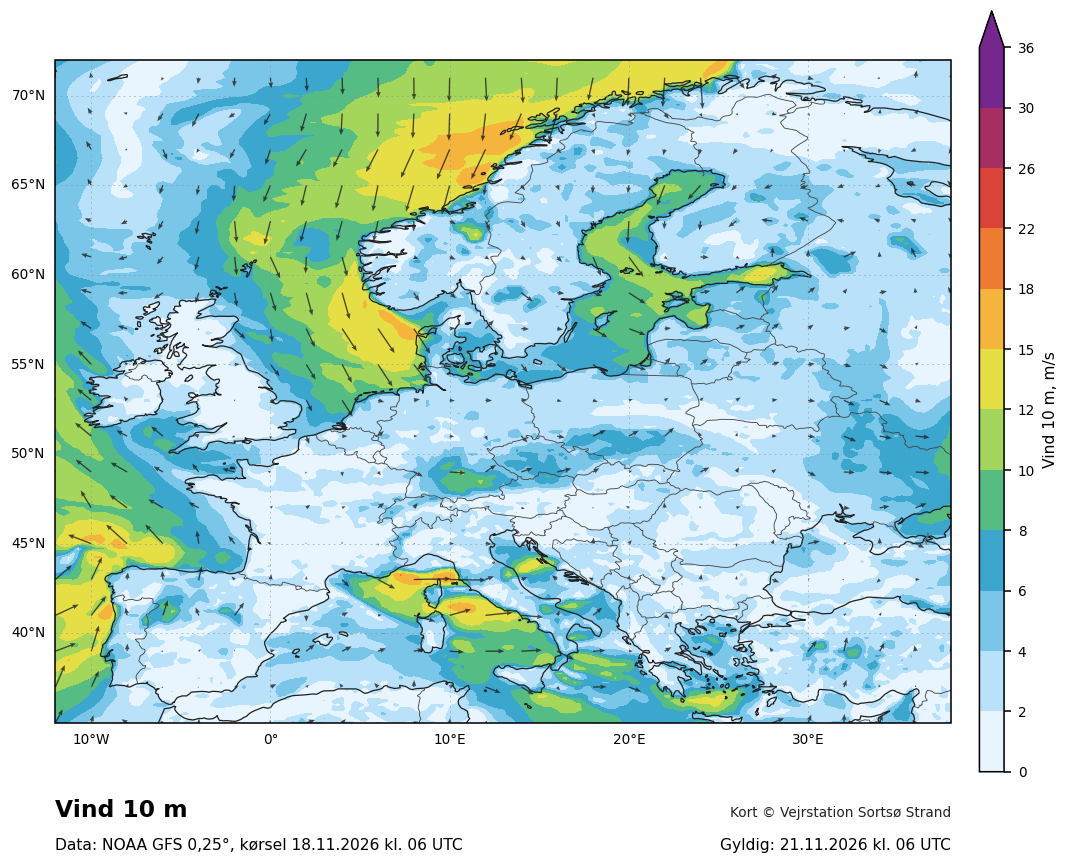 36
30
26
22
18
15
12
10
8
6
4
2
0
Vind 10 m, m/s
70°N
65°N
60°N
55°N
50°N
45°N
40°N
10°W
0°
10°E
20°E
30°E
Vind 10 m
Kort © Vejrstation Sortsø Strand
Data: NOAA GFS 0,25°, kørsel 18.11.2026 kl. 06 UTC
Gyldig: 21.11.2026 kl. 06 UTC